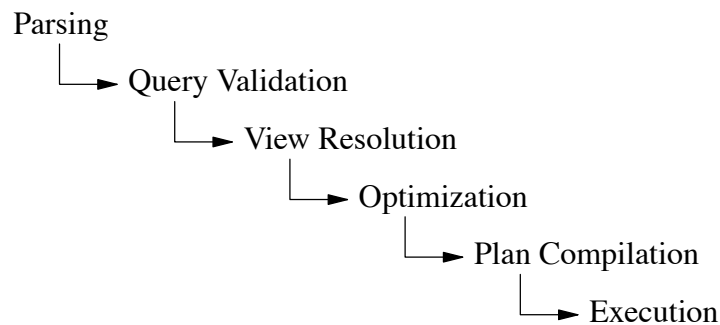 Parsing
Query Validation
View Resolution
Optimization
Plan Compilation
Execution